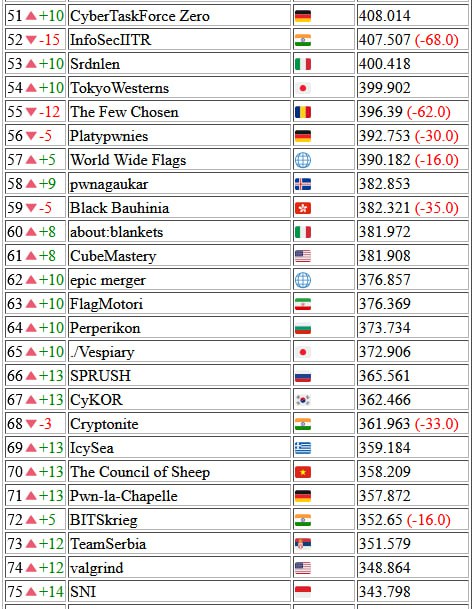 51 ▲ +10 CyberTaskForce Zero 408.014
52 ▼ -15 InfoSecIITR 407.507 (-68.0)
53 ▲ +10 Srdnlen 400.418
54 ▲ +10 TokyoWesterns 399.902
55 ▼ -12 The Few Chosen 396.39 (-62.0)
56 ▼ -5 Platypwnies 392.753 (-30.0)
57 ▲ +5 World Wide Flags 390.182 (-16.0)
58 ▲ +9 pwnagaukar 382.853
59 ▼ -5 Black Bauhinia 382.321 (-35.0)
60 ▲ +8 about:blankets 381.972
61 ▲ +8 CubeMastery 381.908
62 ▲ +10 epic merger 376.857
63 ▲ +10 FlagMotori 376.369
64 ▲ +10 Perperikon 373.734
65 ▲ +10 ./Vespiary 372.906
66 ▲ +13 SPRUSH 365.561
67 ▲ +13 CyKOR 362.466
68 ▼ -3 Cryptonite 361.963 (-33.0)
69 ▲ +13 IcySea 359.184
70 ▲ +13 The Council of Sheep 358.209
71 ▲ +13 Pwn-la-Chapelle 357.872
72 ▲ +5 BITSkrieg 352.65 (-16.0)
73 ▲ +12 TeamSerbia 351.579
74 ▲ +12 valgrind 348.864
75 ▲ +14 SNI 343.798